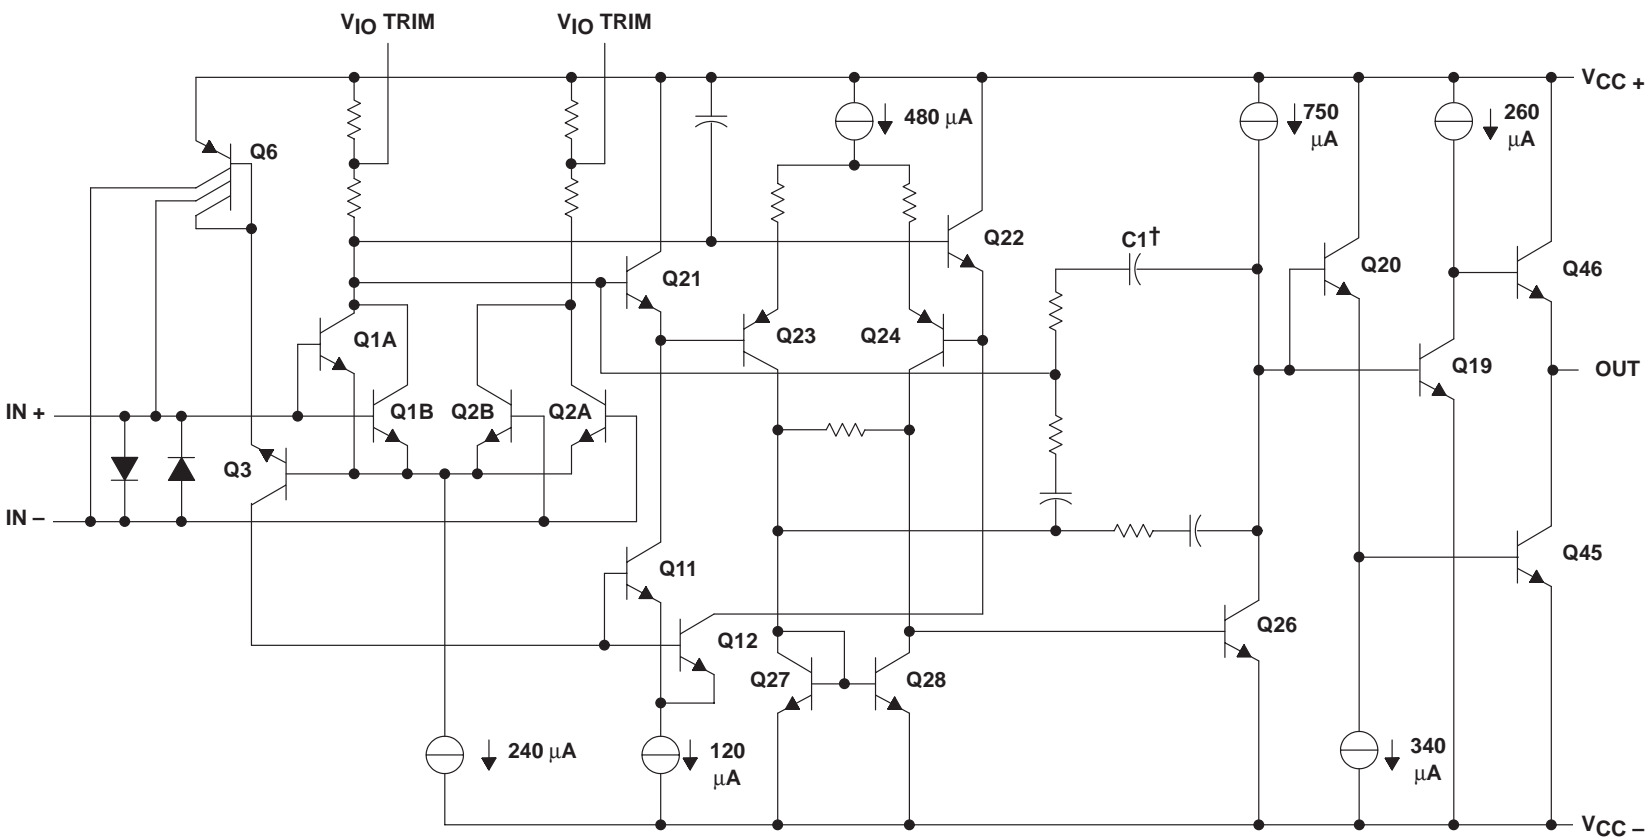 VIO TRIM
VIO TRIM
VCC +
480 μA
750
μA
260
μA
Q6
Q22
C1†
Q21
Q20
Q46
Q1A
Q23
Q24
Q19
OUT
IN +
Q1B
Q2B
Q2A
Q3
IN –
Q11
Q45
Q12
Q26
Q27
Q28
240 μA
120
μA
340
μA
VCC –